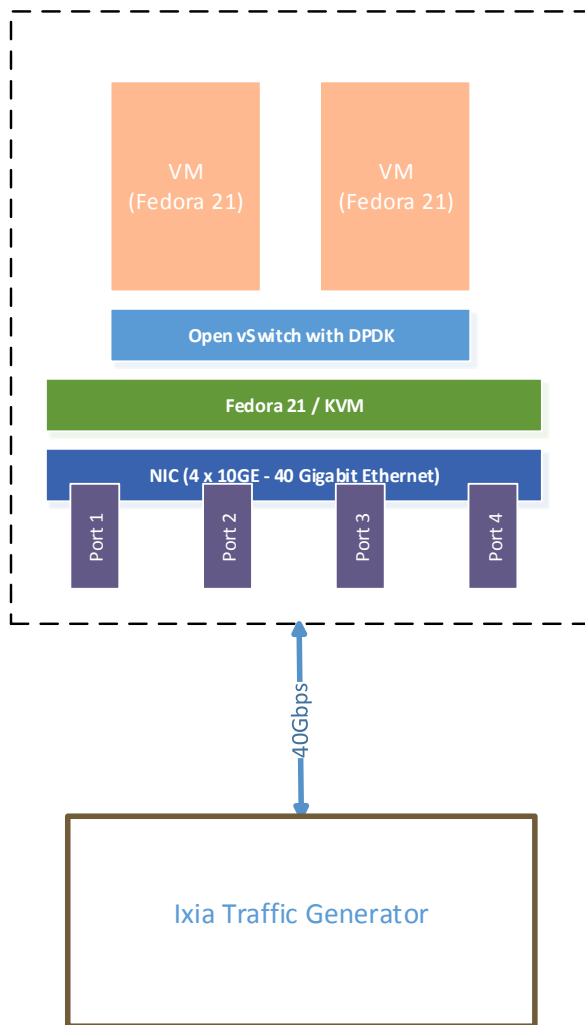 VM
(Fedora 21)
VM
(Fedora 21)
Open vSwitch with DPDK
Fedora 21 / KVM
NIC (4 x 10GE - 40 Gigabit Ethernet)
Port 1
Port 2
Port 3
Port 4
40Gbps
Ixia Traffic Generator